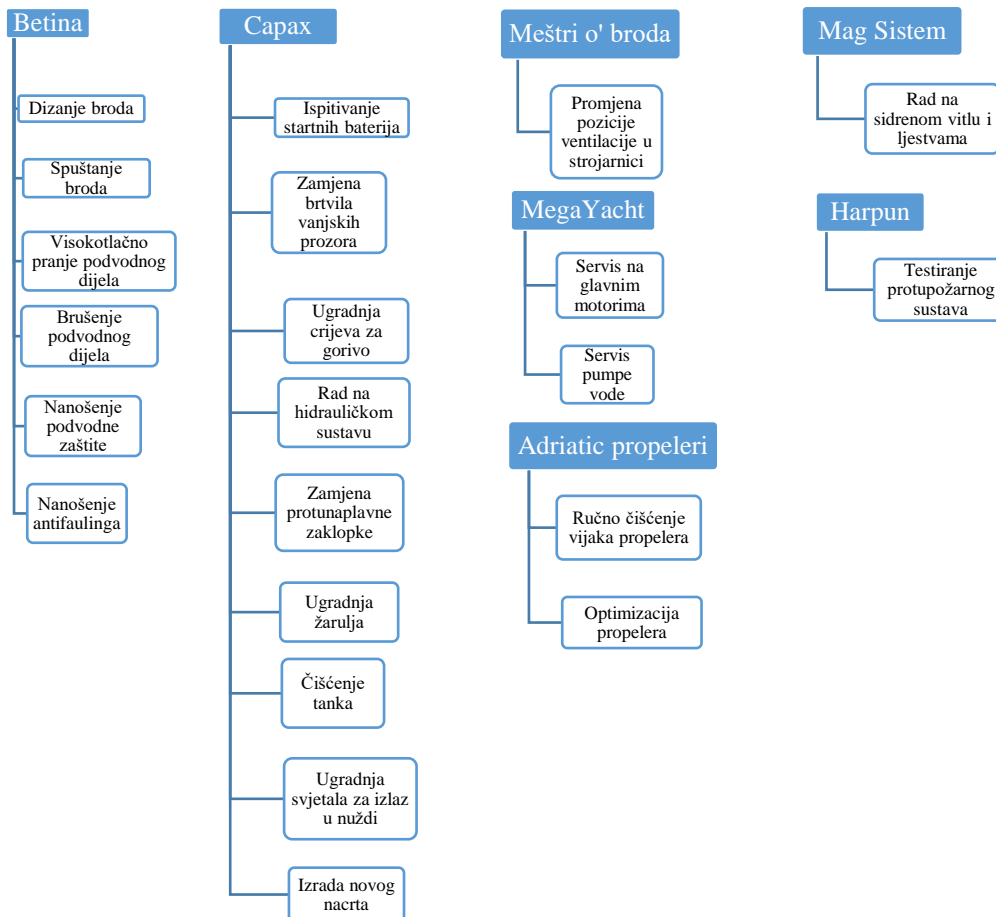 Betina
Dizanje broda
Spuštanje
broda
Visokotlačno
pranje podvodnog
dijela
Brušenje
podvodnog
dijela
Nanošenje
podvodne
zaštite
Nanošenje
antifaulinga
Capax
Ispitivanje
startnih baterija
Zamjena
brtvila
vanjskih
prozora
Ugradnja
crijeva za
gorivo
Rad na
hidrauličkom
sustavu
Zamjena
protunaplavne
zaklopke
Ugradnja
žarulja
Čišćenje
tanka
Ugradnja
svjetala za izlaz
u nuždi
Izrada novog
nacrta
Meštri o' broda
Promjena
pozicije
ventilacije u
strojarnici
MegaYacht
Servis na
glavnim
motorima
Servis
pumpe
vode
Adriatic propeleri
Ručno čišćenje
vijaka propelera
Optimizacija
propelera
Mag Sistem
Rad na
sidrenom vitlu i
ljestvama
Harpun
Testiranje
protupožarnog
sustava